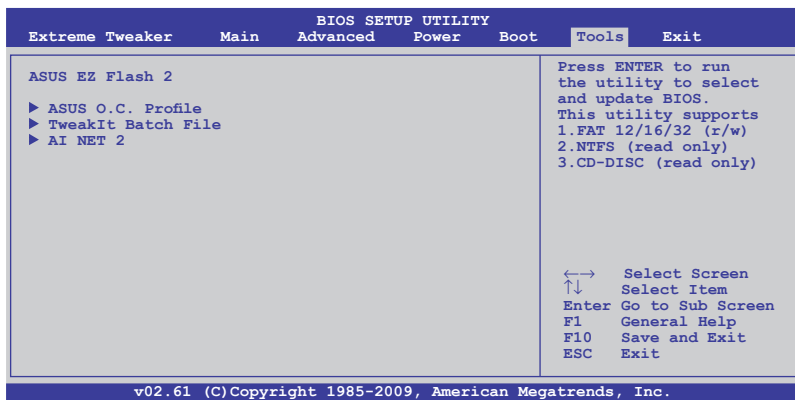 BIOS SETUP UTILITY
Extreme Tweaker Main Advanced Power Boot Tools Exit
ASUS EZ Flash 2
▶ ASUS O.C. Profile
▶ TweakIt Batch File
▶ AI NET 2
Press ENTER to run
the utility to select
and update BIOS.
This utility supports
1.FAT 12/16/32 (r/w)
2.NTFS (read only)
3.CD-DISC (read only)
←→ Select Screen
↑↓ Select Item
Enter Go to Sub Screen
F1 General Help
F10 Save and Exit
ESC Exit
v02.61 (C)Copyright 1985-2009, American Megatrends, Inc.